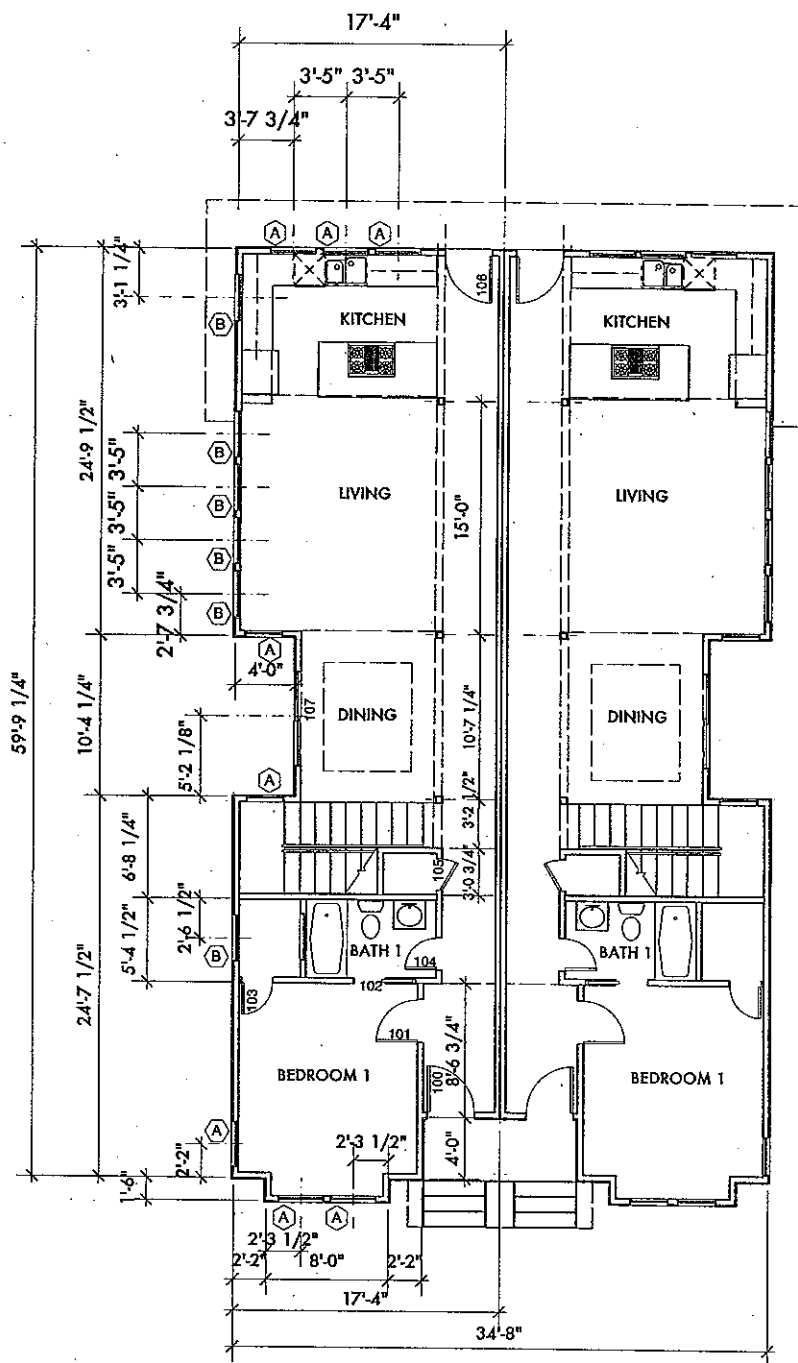 17'-4"
3'-5" 3'-5"
3'-7 3/4"
A A A
3'-1 1/4"
106
B
KITCHEN KITCHEN
24'-9 1/2"
3'-5"
B
3'-5"
B
LIVING LIVING
15'-0"
3'-5"
B
2'-7 3/4"
B
A
4'-0"
59'-9 1/4"
10'-4 1/4"
107
5'-2 1/8"
DINING DINING
10'-7 1/4"
A
3'-2 1/2"
6'-8 1/4"
105
3'-0 3/4"
5'-4 1/2"
2'-6 1/2"
B
BATH 1 BATH 1
104
102
103
24'-7 1/2"
101
8'-6 3/4"
BEDROOM 1 BEDROOM 1
100
A
2'-2"
2'-3 1/2"
4'-0"
1'-6"
A A
2'-3 1/2"
2'-2" 8'-0" 2'-2"
17'-4"
34'-8"